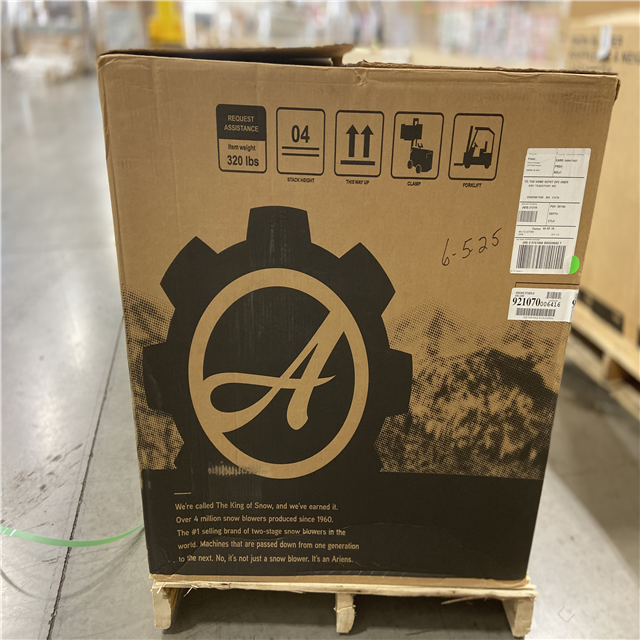 REQUEST
ASSISTANCE
Item weight
320 lbs
04
STACK HEIGHT
THIS WAY UP
CLAMP
FORKLIFT
6-5-25
921070006416
A
We're called The King of Snow, and we've earned it.
Over 4 million snow blowers produced since 1960.
The #1 selling brand of two-stage snow blowers in the
world. Machines that are passed down from one generation
to the next. No, it's not just a snow blower. It's an Ariens.